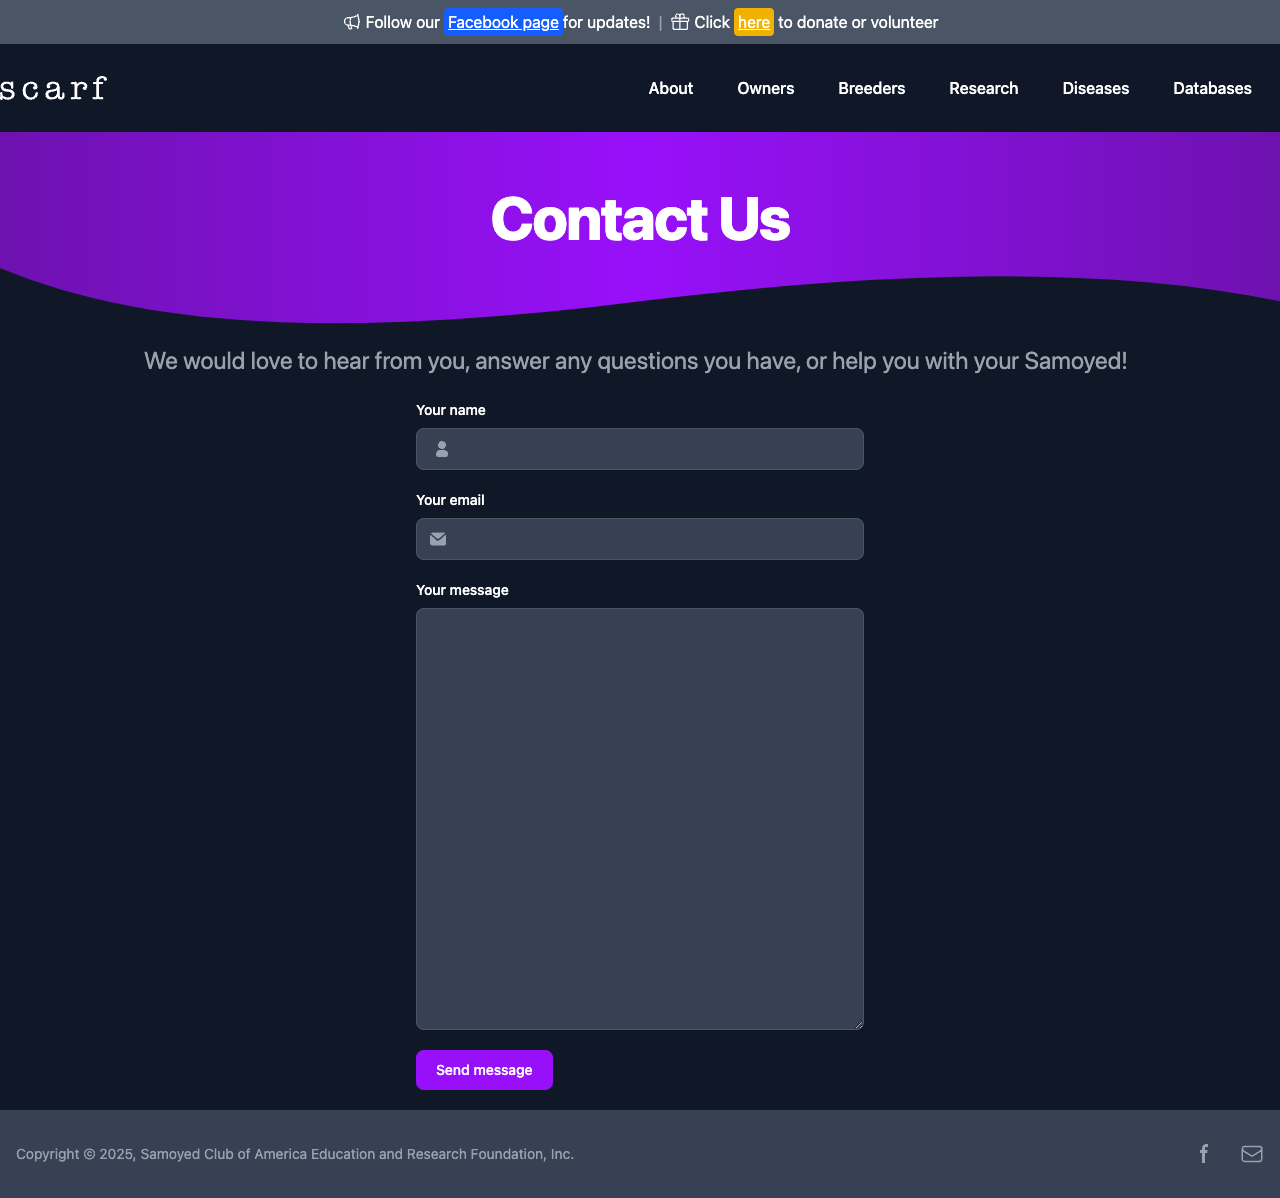 Follow our Facebook page for updates! | Click here to donate or volunteer
scarf
About Owners Breeders Research Diseases Databases
Contact Us
We would love to hear from you, answer any questions you have, or help you with your Samoyed!
Your name
Your email
Your message
Send message
Copyright © 2025, Samoyed Club of America Education and Research Foundation, Inc.